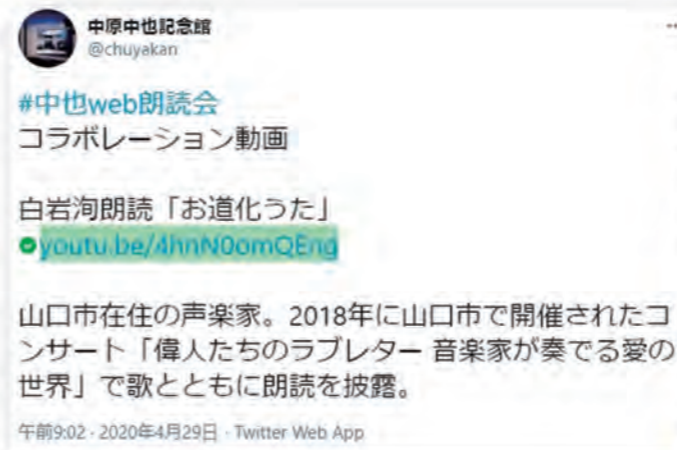 中原中也記念館
@chuyakan
#中也web朗読会
コラボレーション動画
白岩洵朗読「お道化うた」
youtu.be/4hnN0omQEng
山口市在住の声楽家。2018年に山口市で開催されたコ
ンサート「偉人たちのラブレター 音楽家が奏でる愛の
世界」で歌とともに朗読を披露。
午前9:02 · 2020年4月29日 · Twitter Web App